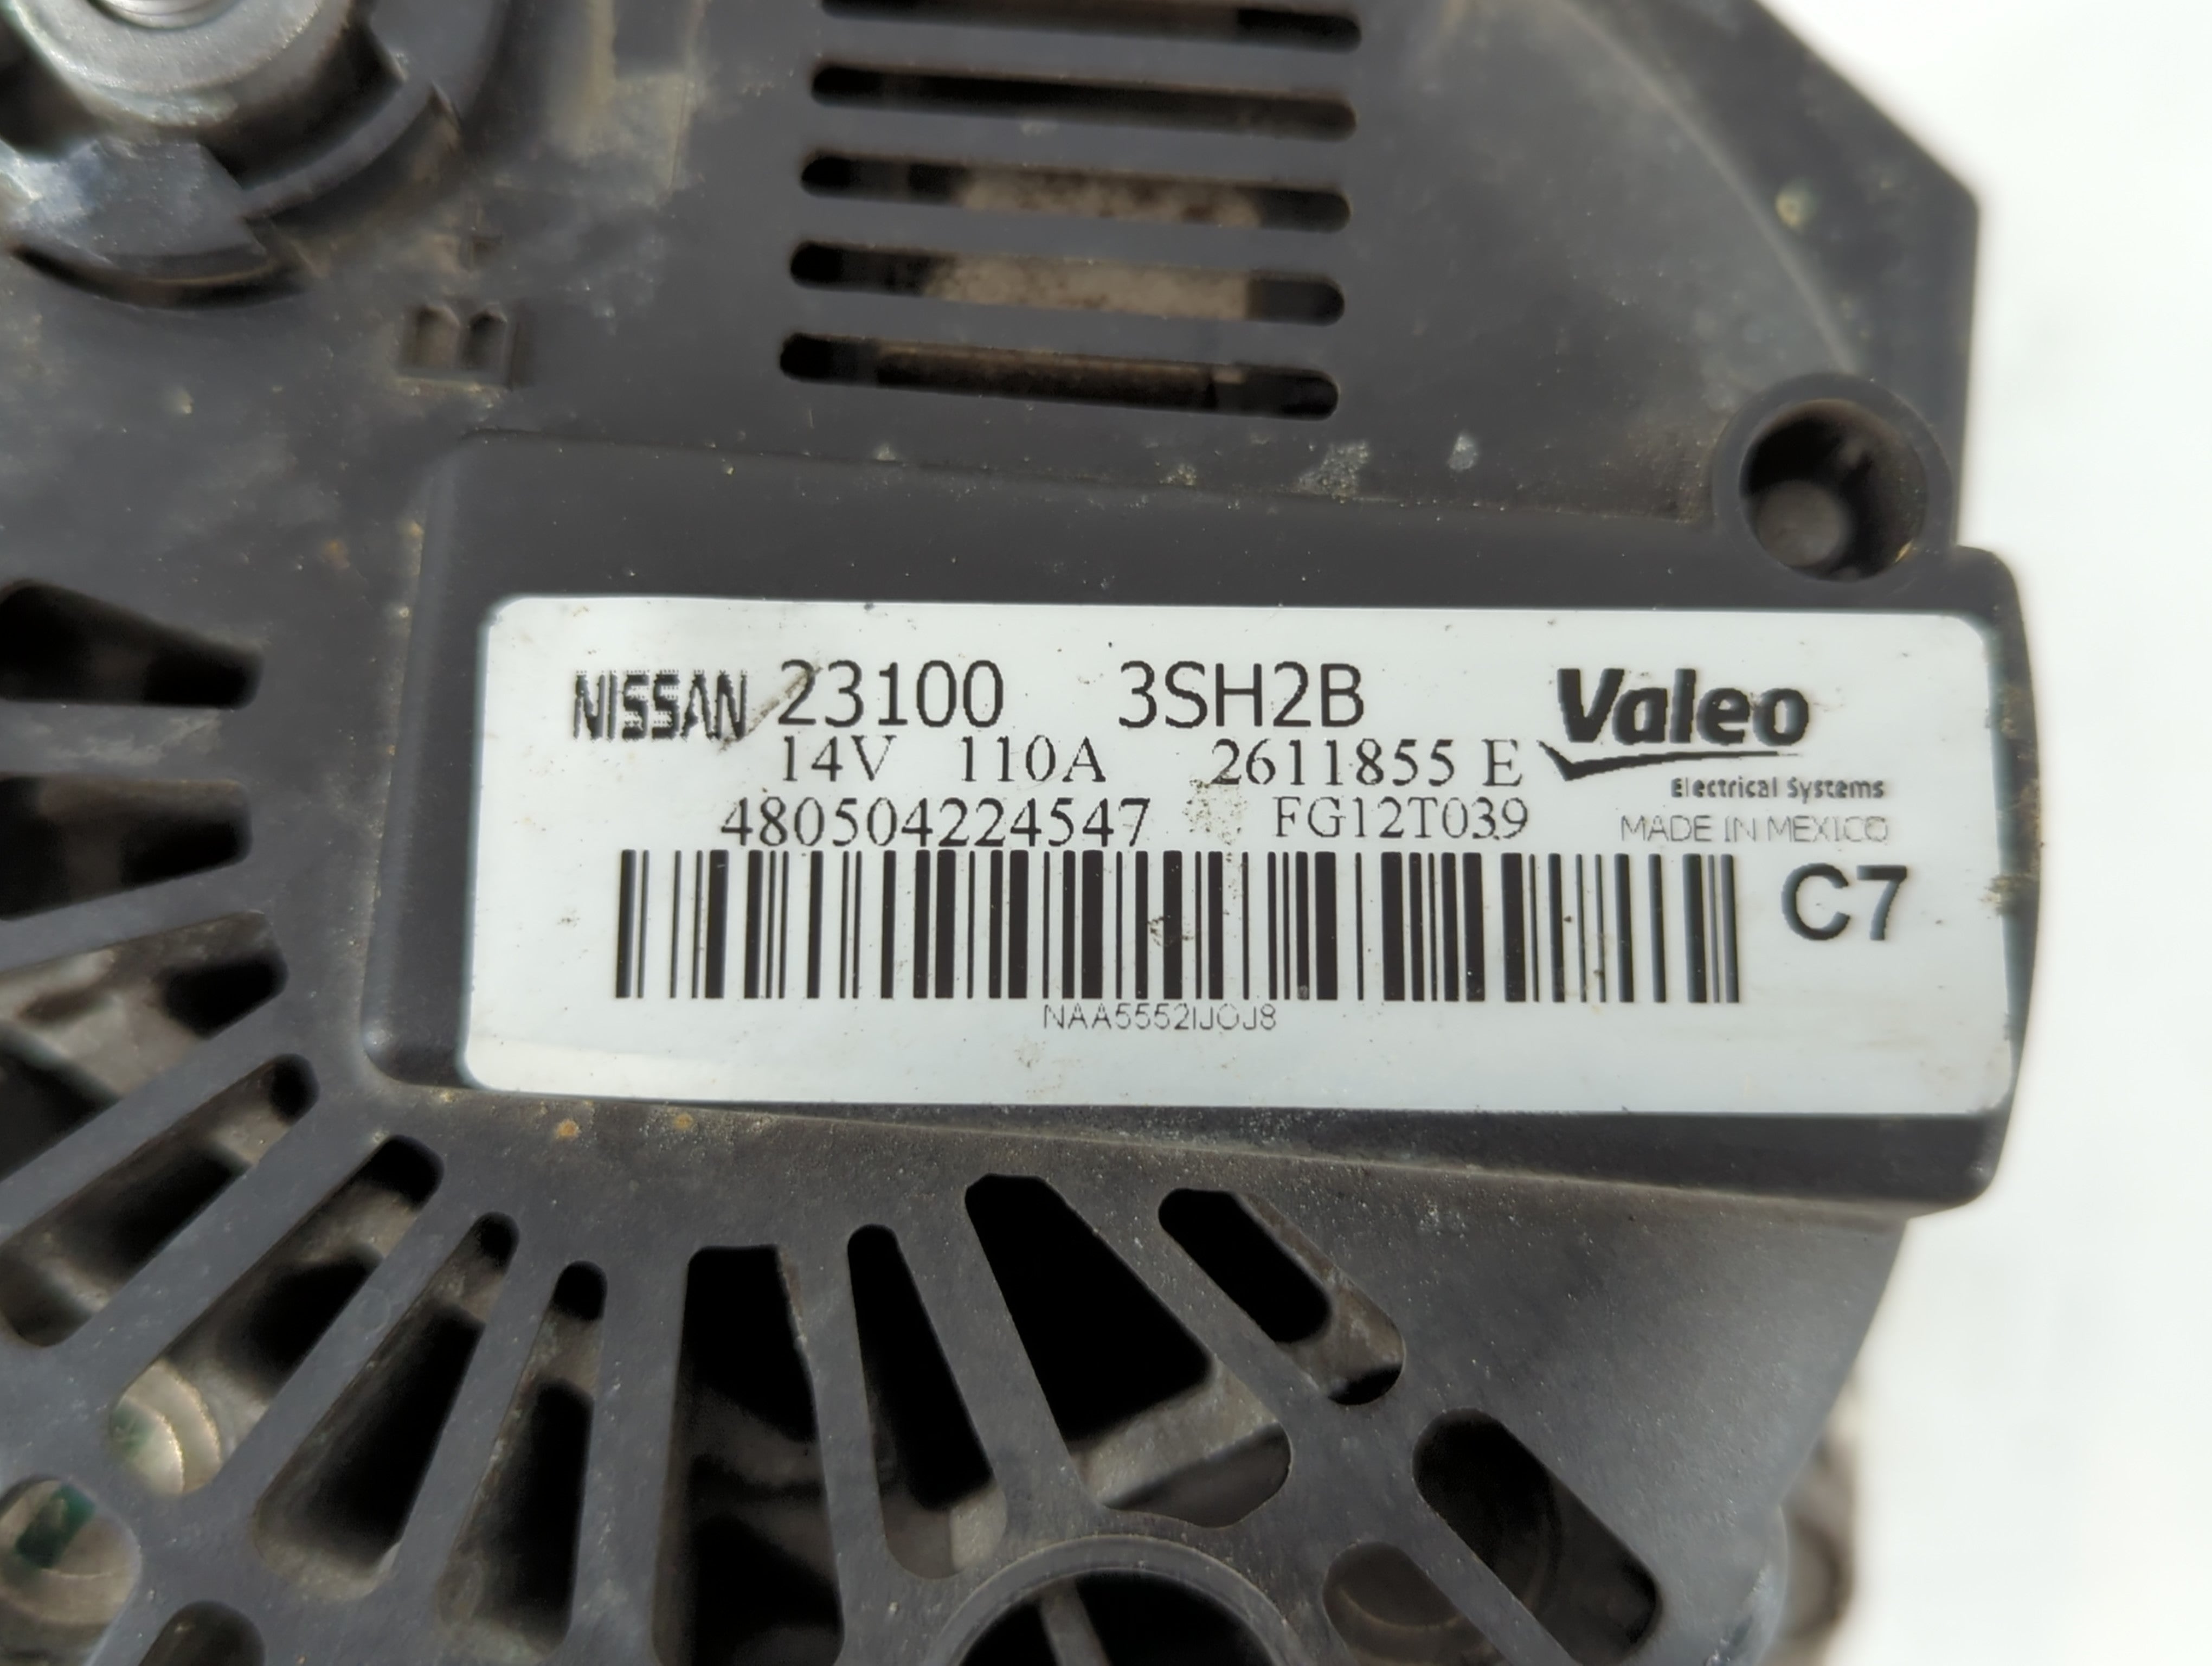 B
NISSAN 23100 3SH2B Valeo
14V 110A 2611855 E
Electrical Systems
480504224547 FG12T039 MADE IN MEXICO
C7
NAA5552IJOJ8